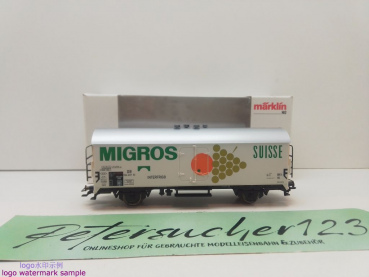 märklin
MIGROS
SUISSE
petersucher123
ONLINESHOP FÜR GEBRAUCHTE MODELLEISENBAHN & ZUBEHÖR
logo水印示例
logo watermark sample